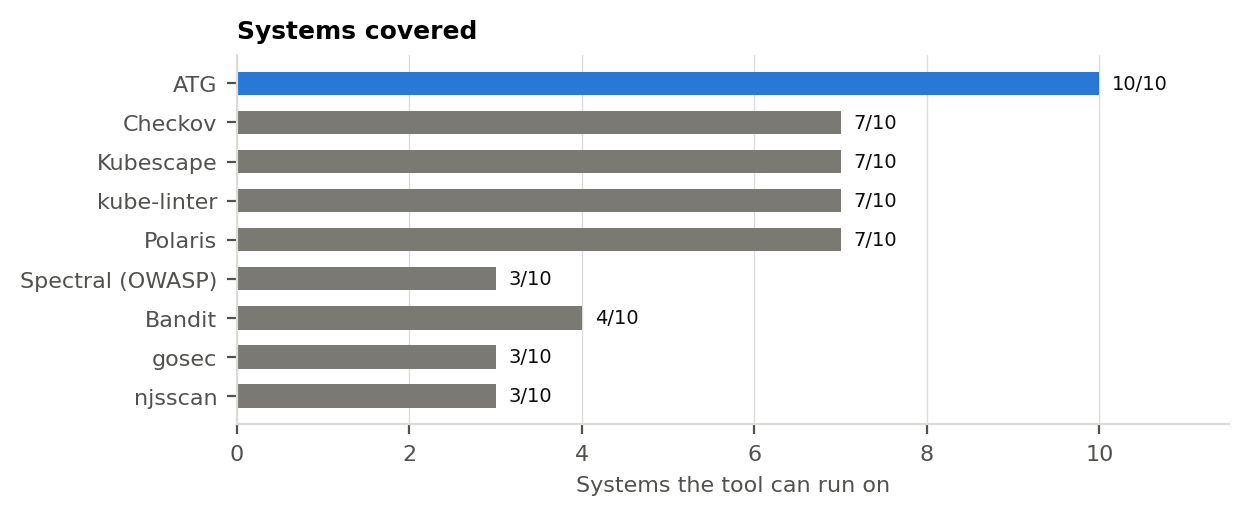 Systems covered
ATG 10/10
Checkov 7/10
Kubescape 7/10
kube-linter 7/10
Polaris 7/10
Spectral (OWASP) 3/10
Bandit 4/10
gosec 3/10
njsscan 3/10
0 2 4 6 8 10
Systems the tool can run on